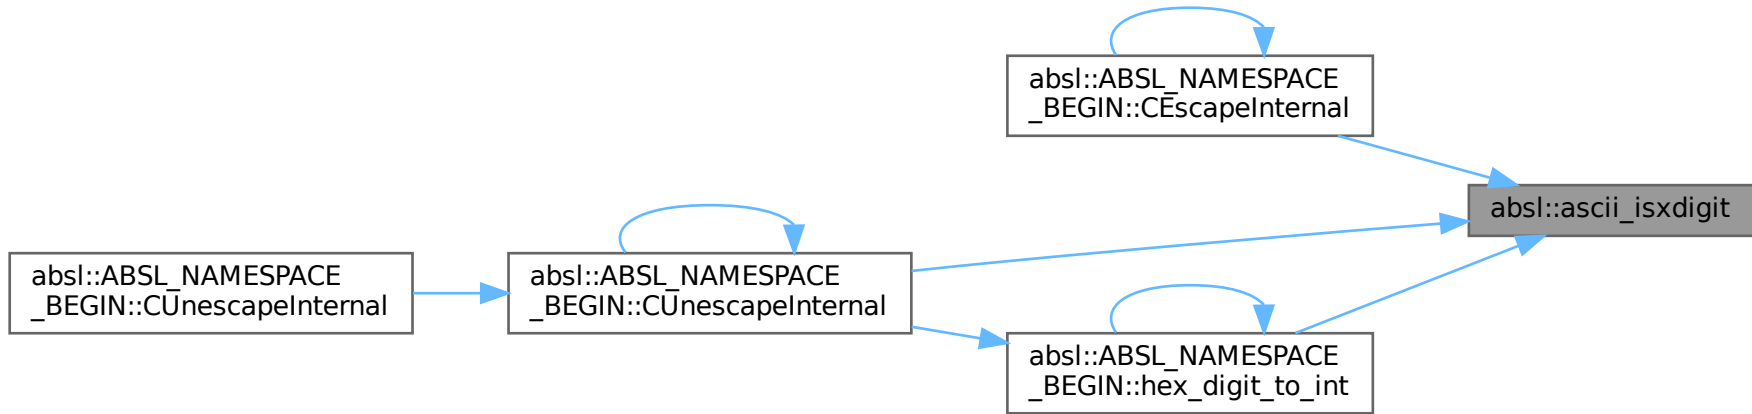 absl::ABSL_NAMESPACE
_BEGIN::CEscapeInternal
absl::ascii_isxdigit
absl::ABSL_NAMESPACE
_BEGIN::CUnescapeInternal
absl::ABSL_NAMESPACE
_BEGIN::CUnescapeInternal
absl::ABSL_NAMESPACE
_BEGIN::hex_digit_to_int